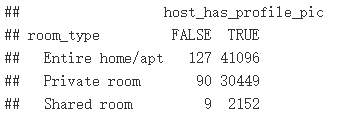 ##                  host_has_profile_pic
## room_type        FALSE  TRUE
##   Entire home/apt   127 41096
##   Private room       90 30449
##   Shared room         9  2152